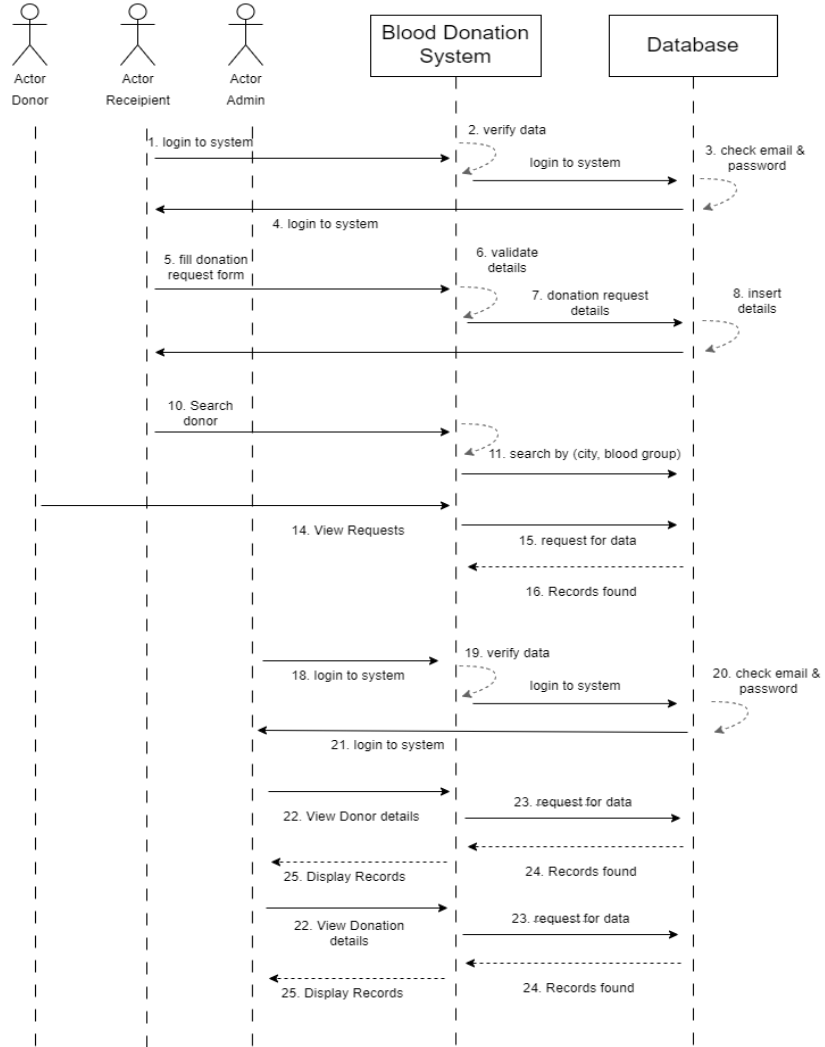 Blood Donation
System
Database
Actor
Donor
Actor
Receipient
Actor
Admin
1. login to system
2. verify data
login to system
3. check email &
password
4. login to system
5. fill donation
request form
6. validate
details
7. donation request
details
8. insert
details
10. Search
donor
11. search by (city, blood group)
14. View Requests
15. request for data
16. Records found
18. login to system
19. verify data
login to system
20. check email &
password
21. login to system
22. View Donor details
23. request for data
24. Records found
25. Display Records
22. View Donation
details
23. request for data
24. Records found
25. Display Records